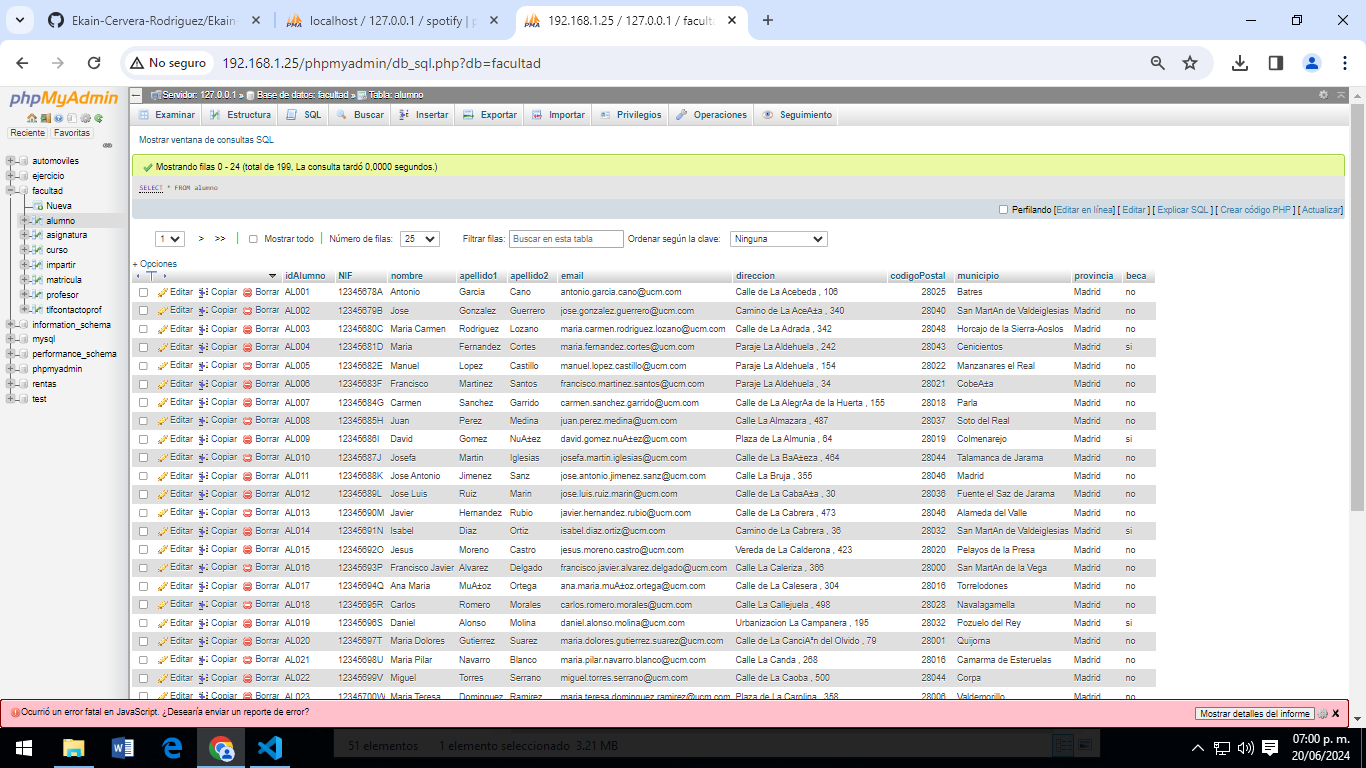 Ekain-Cervera-Rodriguez/Ekain-
localhost / 127.0.0.1 / spotify | p
192.168.1.25 / 127.0.0.1 / faculta
No seguro
192.168.1.25/phpmyadmin/db_sql.php?db=facultad
phpMyAdmin
Reciente Favoritas
automoviles
ejercicio
facultad
Nueva
alumno
asignatura
curso
impartir
matricula
profesor
tlfcontactoprof
information_schema
mysql
performance_schema
phpmyadmin
rentas
test
Servidor: 127.0.0.1 » Base de datos: facultad » Tabla: alumno
Examinar Estructura SQL Buscar Insertar Exportar Importar Privilegios Operaciones Seguimiento
Mostrar ventana de consultas SQL
Mostrando filas 0 - 24 (total de 199, La consulta tardó 0,0000 segundos.)
SELECT * FROM alumno
Perfilando [Editar en línea] [ Editar ] [ Explicar SQL ] [ Crear código PHP ] [ Actualizar]
1 > >> Mostrar todo Número de filas: 25 Filtrar filas: Buscar en esta tabla Ordenar según la clave: Ninguna
+ Opciones
idAlumno NIF nombre apellido1 apellido2 email direccion codigoPostal municipio provincia beca
Editar Copiar Borrar AL001 12345678A Antonio Garcia Cano antonio.garcia.cano@ucm.com Calle de La Acebeda , 106 28025 Batres Madrid no
Editar Copiar Borrar AL002 12345679B Jose Gonzalez Guerrero jose.gonzalez.guerrero@ucm.com Camino de La AceA±a , 340 28040 San MartAn de Valdeiglesias Madrid no
Editar Copiar Borrar AL003 12345680C Maria Carmen Rodriguez Lozano maria.carmen.rodriguez.lozano@ucm.com Calle de La Adrada , 342 28048 Horcajo de la Sierra-Aoslos Madrid no
Editar Copiar Borrar AL004 12345681D Maria Fernandez Cortes maria.fernandez.cortes@ucm.com Paraje La Aldehuela , 242 28043 Cenicientos Madrid si
Editar Copiar Borrar AL005 12345682E Manuel Lopez Castillo manuel.lopez.castillo@ucm.com Paraje La Aldehuela , 154 28022 Manzanares el Real Madrid no
Editar Copiar Borrar AL006 12345683F Francisco Martinez Santos francisco.martinez.santos@ucm.com Paraje La Aldehuela , 34 28021 CobeA±a Madrid no
Editar Copiar Borrar AL007 12345684G Carmen Sanchez Garrido carmen.sanchez.garrido@ucm.com Calle de La AlegrAa de la Huerta , 155 28018 Parla Madrid no
Editar Copiar Borrar AL008 12345685H Juan Perez Medina juan.perez.medina@ucm.com Calle La Almazara , 487 28037 Soto del Real Madrid no
Editar Copiar Borrar AL009 12345686I David Gomez NuA±ez david.gomez.nuA±ez@ucm.com Plaza de La Almunia , 64 28019 Colmenarejo Madrid si
Editar Copiar Borrar AL010 12345687J Josefa Martin Iglesias josefa.martin.iglesias@ucm.com Calle de La BaA±eza , 464 28044 Talamanca de Jarama Madrid no
Editar Copiar Borrar AL011 12345688K Jose Antonio Jimenez Sanz jose.antonio.jimenez.sanz@ucm.com Calle La Bruja , 355 28046 Madrid Madrid no
Editar Copiar Borrar AL012 12345689L Jose Luis Ruiz Marin jose.luis.ruiz.marin@ucm.com Calle de La CabaA±a , 30 28036 Fuente el Saz de Jarama Madrid no
Editar Copiar Borrar AL013 12345690M Javier Hernandez Rubio javier.hernandez.rubio@ucm.com Calle de La Cabrera , 473 28046 Alameda del Valle Madrid no
Editar Copiar Borrar AL014 12345691N Isabel Diaz Ortiz isabel.diaz.ortiz@ucm.com Camino de La Cabrera , 36 28032 San MartAn de Valdeiglesias Madrid si
Editar Copiar Borrar AL015 12345692O Jesus Moreno Castro jesus.moreno.castro@ucm.com Vereda de La Calderona , 423 28020 Pelayos de la Presa Madrid no
Editar Copiar Borrar AL016 12345693P Francisco Javier Alvarez Delgado francisco.javier.alvarez.delgado@ucm.com Calle La Caleriza , 366 28000 San MartAn de la Vega Madrid no
Editar Copiar Borrar AL017 12345694Q Ana Maria MuA±oz Ortega ana.maria.muA±oz.ortega@ucm.com Calle de La Calesera , 304 28016 Torrelodones Madrid no
Editar Copiar Borrar AL018 12345695R Carlos Romero Morales carlos.romero.morales@ucm.com Calle La Callejuela , 498 28028 Navalagamella Madrid no
Editar Copiar Borrar AL019 12345696S Daniel Alonso Molina daniel.alonso.molina@ucm.com Urbanizacion La Campanera , 195 28032 Pozuelo del Rey Madrid si
Editar Copiar Borrar AL020 12345697T Maria Dolores Gutierrez Suarez maria.dolores.gutierrez.suarez@ucm.com Calle de La CanciA³n del Olvido , 79 28001 Quijorna Madrid no
Editar Copiar Borrar AL021 12345698U Maria Pilar Navarro Blanco maria.pilar.navarro.blanco@ucm.com Calle La Canda , 268 28016 Camarma de Esteruelas Madrid no
Editar Copiar Borrar AL022 12345699V Miguel Torres Serrano miguel.torres.serrano@ucm.com Calle de La Caoba , 500 28044 Corpa Madrid no
Editar Copiar Borrar AL023 12345700W Maria Teresa Dominguez Ramirez maria.teresa.dominguez.ramirez@ucm.com Plaza de La Carolina , 358 28006 Valdemorillo Madrid no
Ocurrió un error fatal en JavaScript. ¿Desearía enviar un reporte de error?
Mostrar detalles del informe
51 elementos 1 elemento seleccionado 3.21 MB
07:00 p. m.
20/06/2024